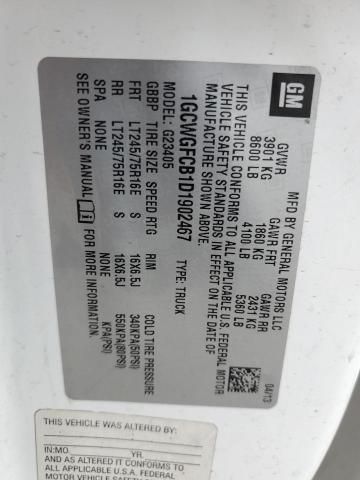 GM
MFD BY GENERAL MOTORS LLC
04/13
GVWR GAWR FRT GAWR RR
3901 KG 1860 KG 2431 KG
8600 LB 4100 LB 5360 LB
THIS VEHICLE CONFORMS TO ALL APPLICABLE U.S. FEDERAL MOTOR
VEHICLE SAFETY STANDARDS IN EFFECT ON THE DATE OF
MANUFACTURE SHOWN ABOVE.
1GCWGFCB1D1902467 TYPE: TRUCK
MODEL: G23405
GBBP TIRE SIZE SPEED RTG RIM COLD TIRE PRESSURE
FRT LT245/75R16E S 16X6.5J 340KPA(50PSI)
RR LT245/75R16E S 16X6.5J 550KPA(80PSI)
SPA NONE NONE KPA(PSI)
SEE OWNER'S MANUAL
THIS VEHICLE WAS ALTERED BY:
IN:MO. YR.
AND AS ALTERED IT CONFORMS TO
ALL APPLICABLE U.S.A. FEDERAL
MOTOR VEHICLE SAFETY